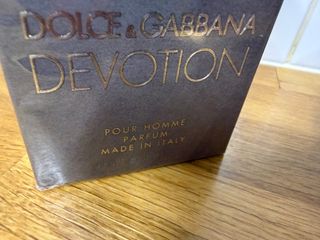 DOLCE & GABBANA
DEVOTION
POUR HOMME
PARFUM
MADE IN ITALY